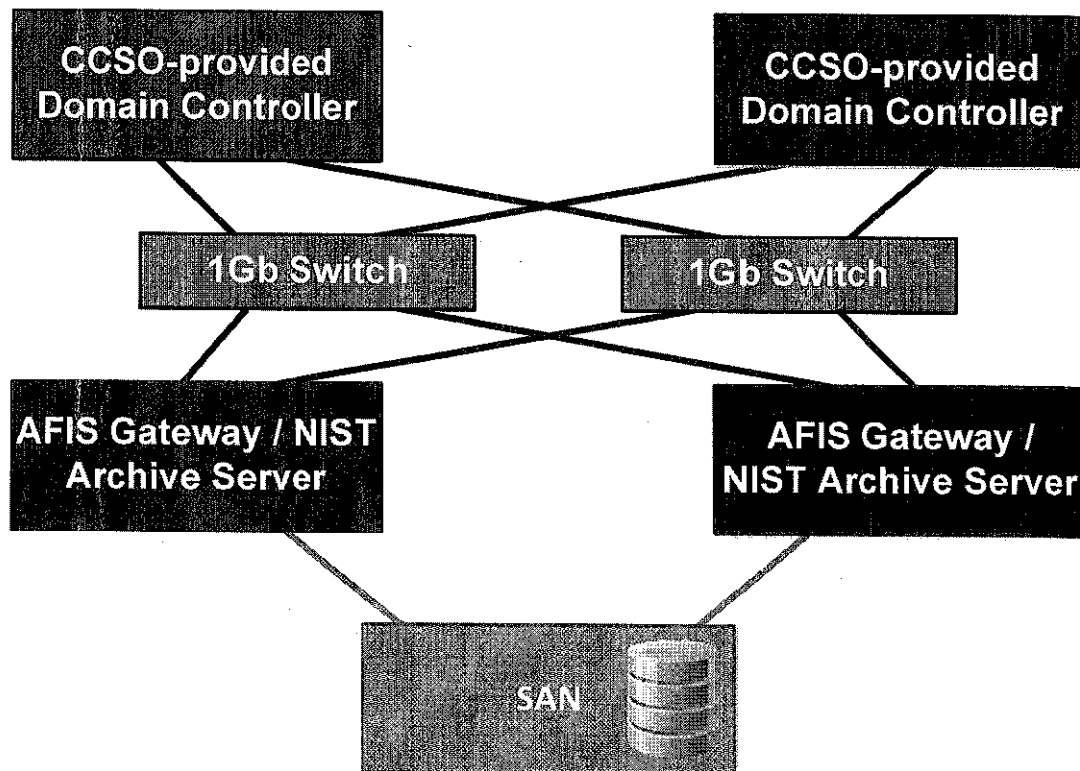 CCSO-provided
Domain Controller
CCSO-provided
Domain Controller
1Gb Switch
1Gb Switch
AFIS Gateway / NIST
Archive Server
AFIS Gateway /
NIST Archive Server
SAN